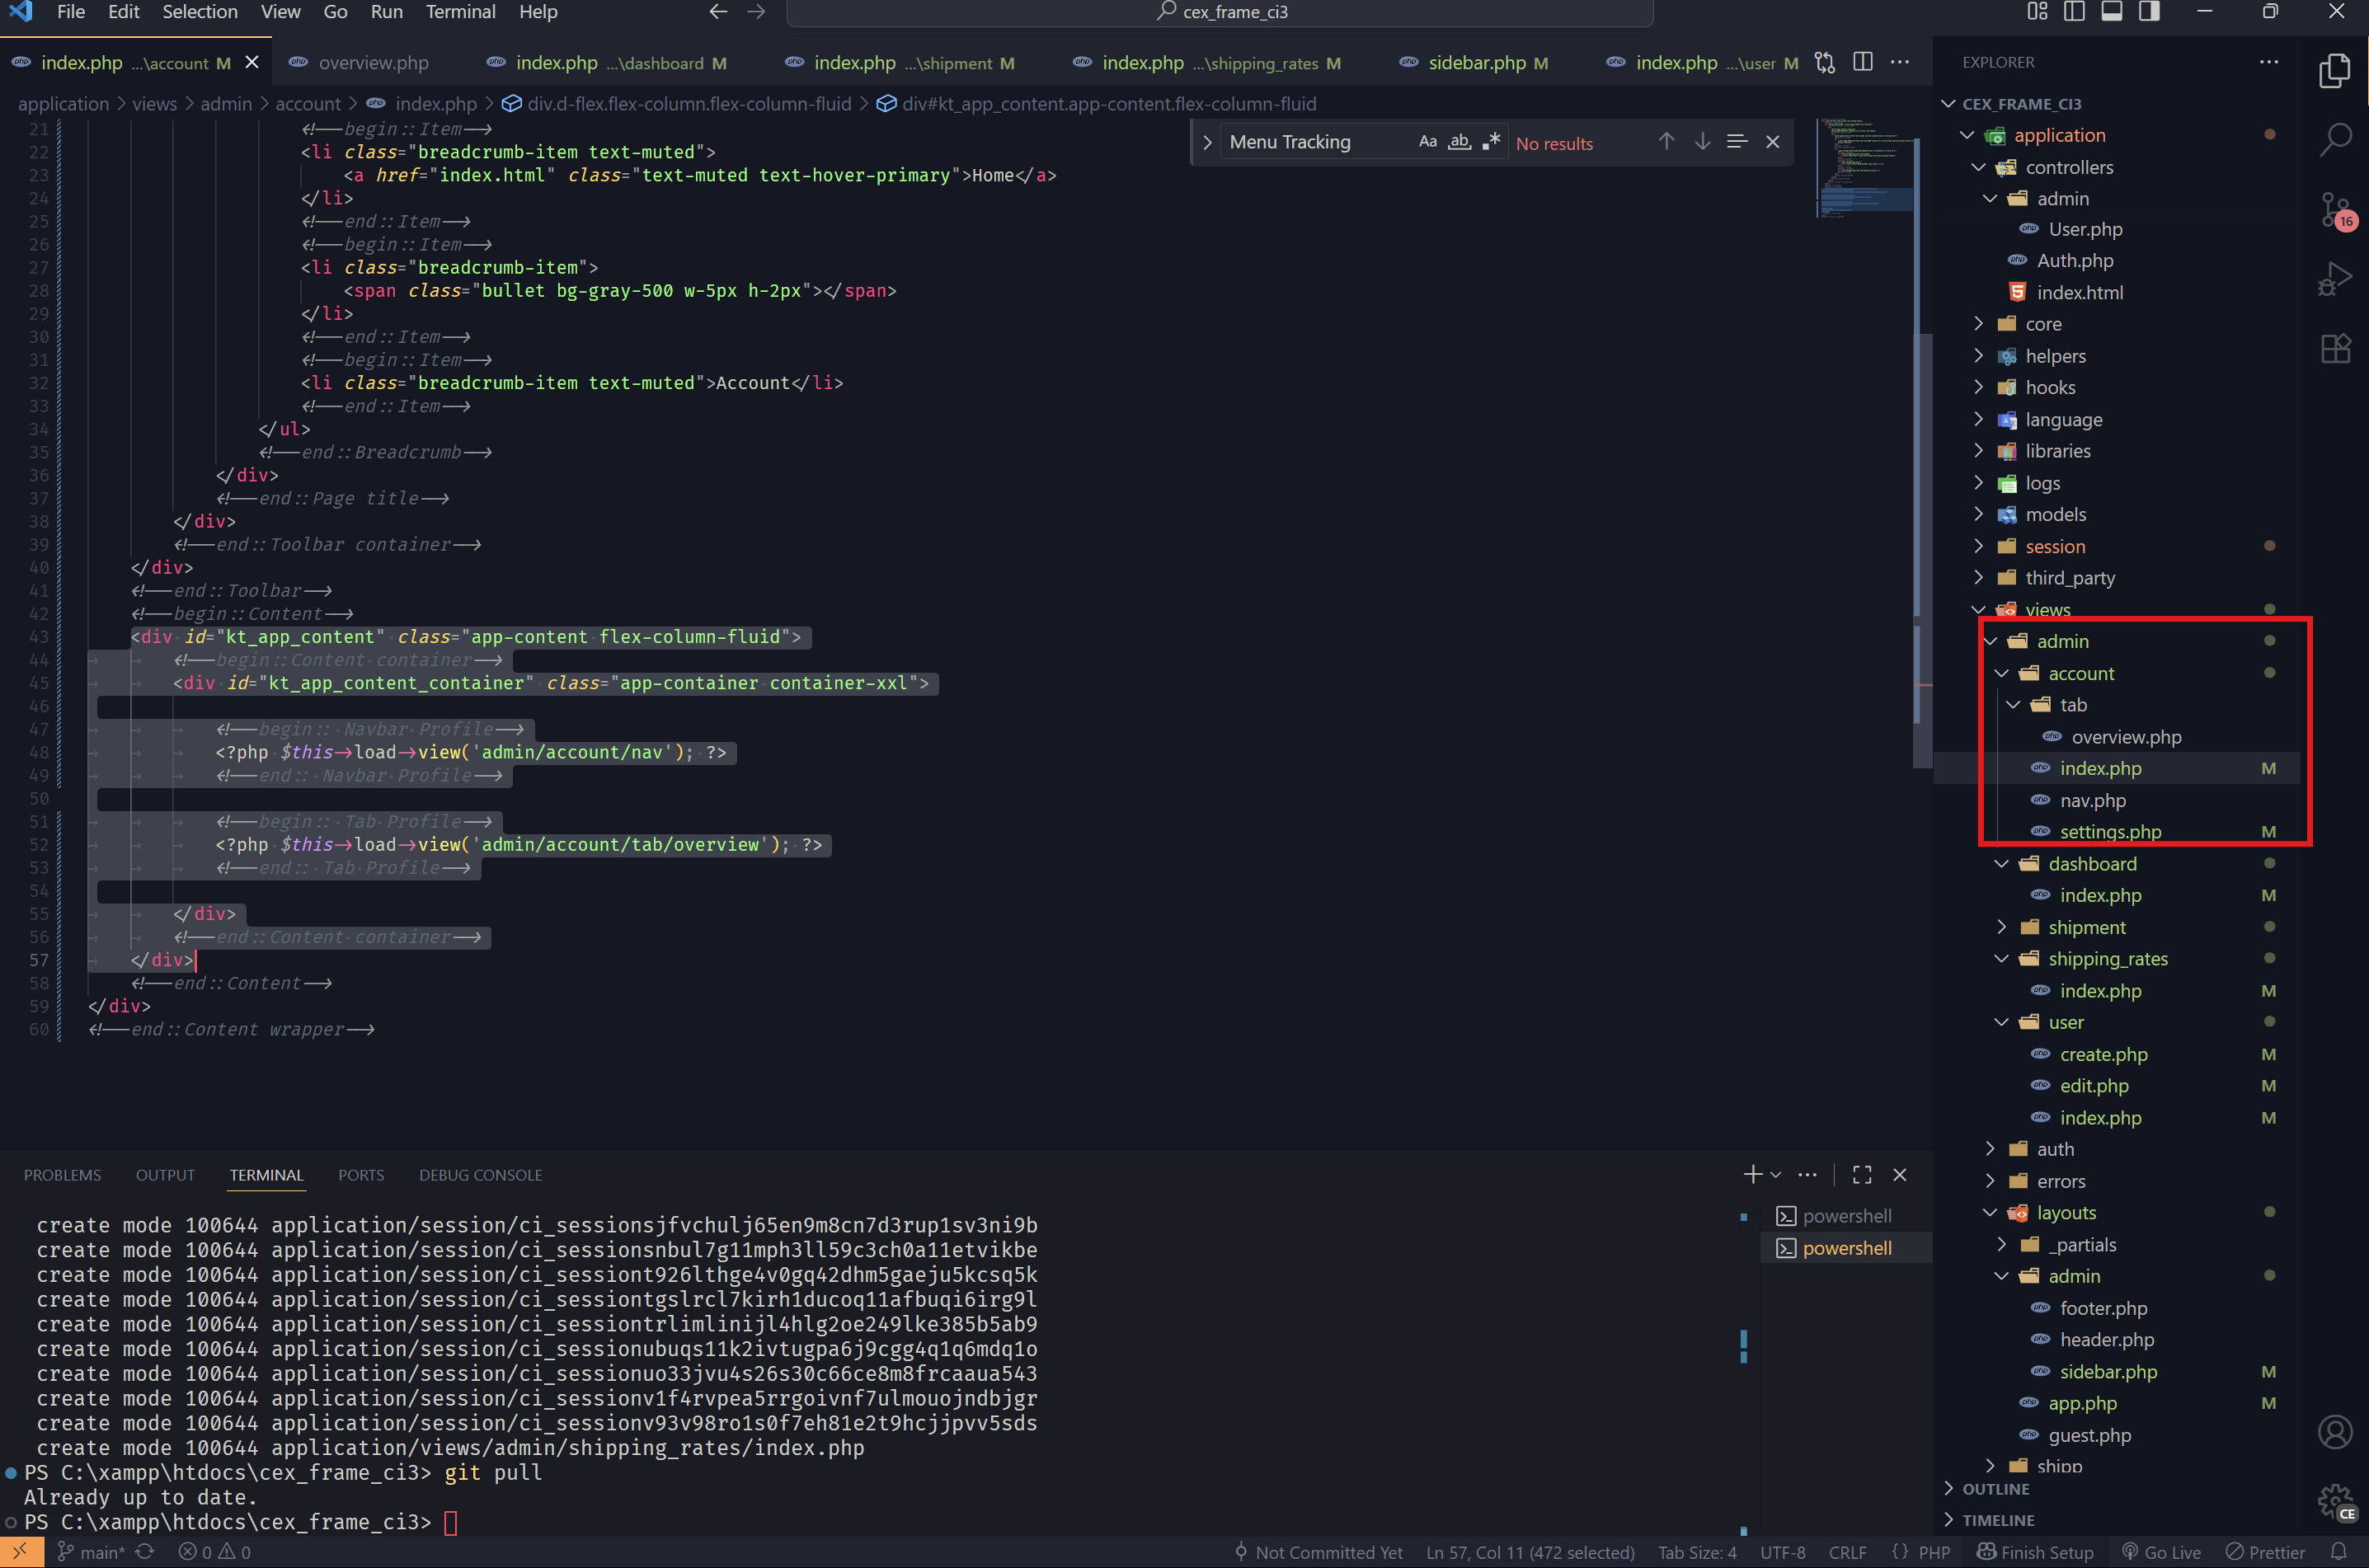 File Edit Selection View Go Run Terminal Help
cex_frame_ci3
index.php ...\account M
overview.php
index.php ...\dashboard M
index.php ...\shipment M
index.php ...\shipping_rates M
sidebar.php M
index.php ...\user M
application > views > admin > account > index.php > div.d-flex.flex-column.flex-column-fluid > div#kt_app_content.app-content.flex-column-fluid
Menu Tracking
Aa ab .* No results
21 <!--begin::Item-->
22 <li class="breadcrumb-item text-muted">
23 <a href="index.html" class="text-muted text-hover-primary">Home</a>
24 </li>
25 <!--end::Item-->
26 <!--begin::Item-->
27 <li class="breadcrumb-item">
28 <span class="bullet bg-gray-500 w-5px h-2px"></span>
29 </li>
30 <!--end::Item-->
31 <!--begin::Item-->
32 <li class="breadcrumb-item text-muted">Account</li>
33 <!--end::Item-->
34 </ul>
35 <!--end::Breadcrumb-->
36 </div>
37 <!--end::Page title-->
38 </div>
39 <!--end::Toolbar container-->
40 </div>
41 <!--end::Toolbar-->
42 <!--begin::Content-->
43 <div id="kt_app_content" class="app-content flex-column-fluid">
44 <!--begin::Content container-->
45 <div id="kt_app_content_container" class="app-container container-xxl">
46
47 <!--begin:: Navbar Profile-->
48 <?php $this->load->view('admin/account/nav'); ?>
49 <!--end:: Navbar Profile-->
50
51 <!--begin:: Tab Profile-->
52 <?php $this->load->view('admin/account/tab/overview'); ?>
53 <!--end:: Tab Profile-->
54
55 </div>
56 <!--end::Content container-->
57 </div>
58 <!--end::Content-->
59 </div>
60 <!--end::Content wrapper-->
PROBLEMS OUTPUT TERMINAL PORTS DEBUG CONSOLE
create mode 100644 application/session/ci_sessionsjfvchulj65en9m8cn7d3rup1sv3ni9b
create mode 100644 application/session/ci_sessionsnbul7g11mph3ll59c3ch0a11etvikbe
create mode 100644 application/session/ci_sessiont926lthge4v0gq42dhm5gaeju5kcsq5k
create mode 100644 application/session/ci_sessiontgslrcl7kirh1ducoq11afbuqi6irg9l
create mode 100644 application/session/ci_sessiontrlimlinijl4hlg2oe249lke385b5ab9
create mode 100644 application/session/ci_sessionubuqs11k2ivtugpa6j9cgg4q1q6mdq1o
create mode 100644 application/session/ci_sessionuo33jvu4s26s30c66ce8m8frcaaua543
create mode 100644 application/session/ci_sessionv1f4rvpea5rrgoivnf7ulmouojndbjgr
create mode 100644 application/session/ci_sessionv93v98ro1s0f7eh81e2t9hcjjpvv5sds
create mode 100644 application/views/admin/shipping_rates/index.php
PS C:\xampp\htdocs\cex_frame_ci3> git pull
Already up to date.
PS C:\xampp\htdocs\cex_frame_ci3>
powershell
powershell
EXPLORER
CEX_FRAME_CI3
application
controllers
admin
User.php
Auth.php
index.html
core
helpers
hooks
language
libraries
logs
models
session
third_party
views
admin
account
tab
overview.php
index.php M
nav.php
settings.php M
dashboard
index.php M
shipment
shipping_rates
index.php M
user
create.php M
edit.php M
index.php M
auth
errors
layouts
_partials
admin
footer.php
header.php
sidebar.php M
app.php M
guest.php
shipp
OUTLINE
TIMELINE
16
CE
main* 0 0
Not Committed Yet Ln 57, Col 11 (472 selected) Tab Size: 4 UTF-8 CRLF {} PHP Finish Setup Go Live Prettier